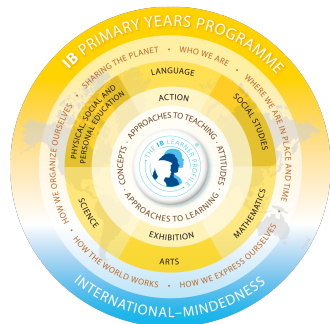 IB PRIMARY YEARS PROGRAMME
SHARING THE PLANET • WHO WE ARE • WHERE WE ARE IN PLACE AND TIME
HOW WE ORGANIZE OURSELVES • HOW THE WORLD WORKS • HOW WE EXPRESS OURSELVES
LANGUAGE
PHYSICAL, SOCIAL AND
PERSONAL EDUCATION
SOCIAL STUDIES
ACTION
APPROACHES TO TEACHING
CONCEPTS
ATTITUDES
THE IB LEARNER PROFILE
APPROACHES TO LEARNING
EXHIBITION
SCIENCE
MATHEMATICS
ARTS
INTERNATIONAL–MINDEDNESS